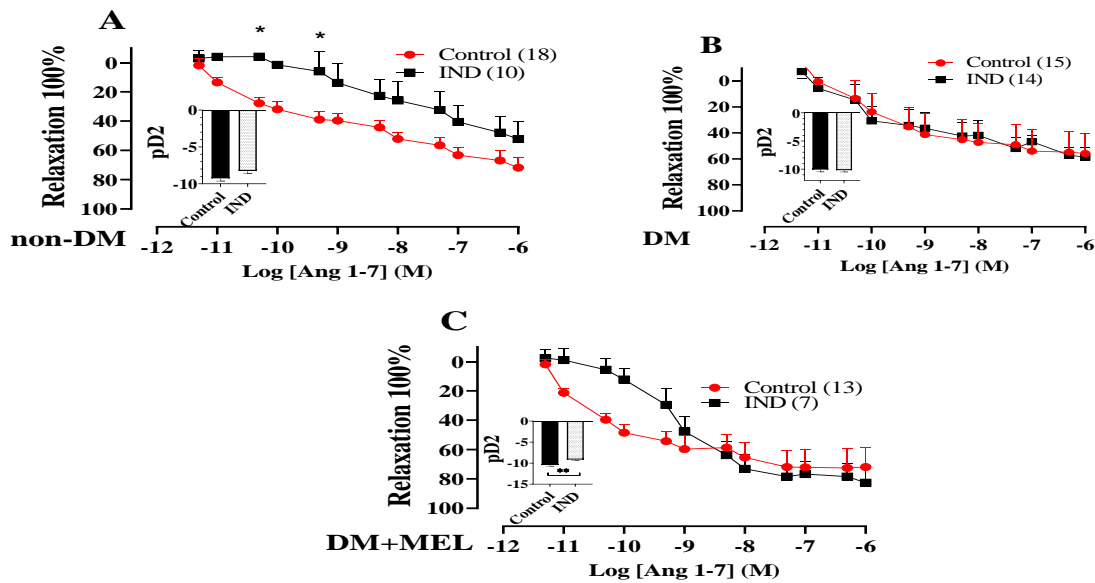 A
* *
Control (18)
IND (10)
Relaxation 100%
0
20
40
60
80
100
pD2
0
-5
-10
Control
IND
non-DM
-12 -11 -10 -9 -8 -7 -6
Log [Ang 1-7] (M)
B
Control (15)
IND (14)
Relaxation 100%
0
20
40
60
80
100
pD2
0
-5
-10
Control
IND
DM
-12 -11 -10 -9 -8 -7 -6
Log [Ang 1-7] (M)
C
Control (13)
IND (7)
Relaxation 100%
0
20
40
60
80
100
pD2
0
-5
-10
-15
**
Control
IND
DM+MEL
-12 -11 -10 -9 -8 -7 -6
Log [Ang 1-7] (M)